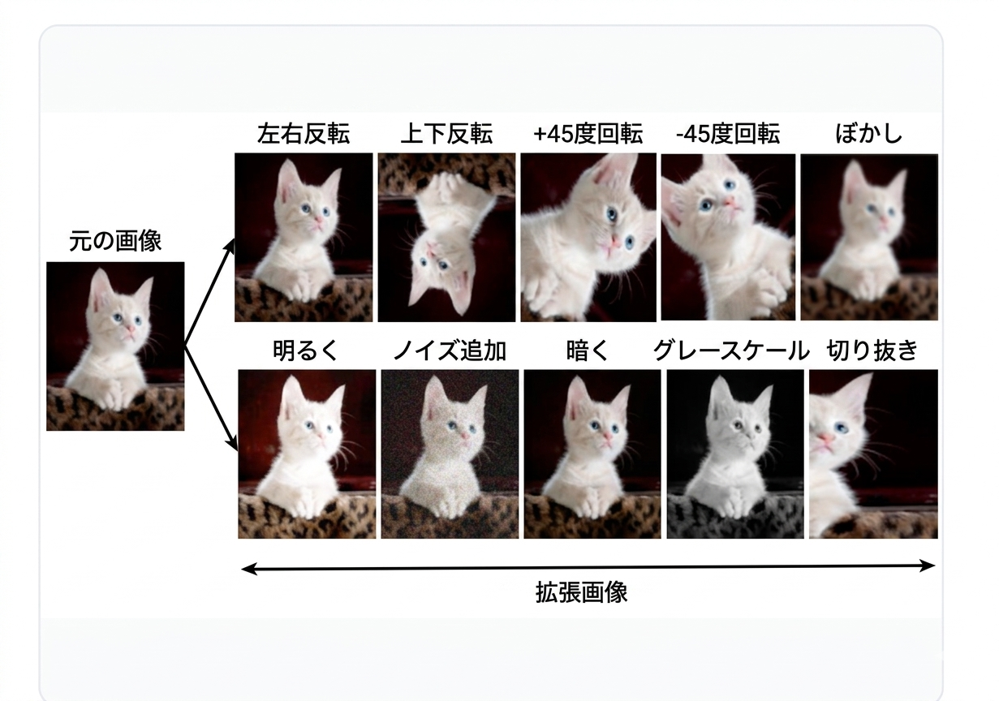 左右反転
上下反転
+45度回転
-45度回転
ぼかし
元の画像
明るく
ノイズ追加
暗く
グレースケール
切り抜き
拡張画像